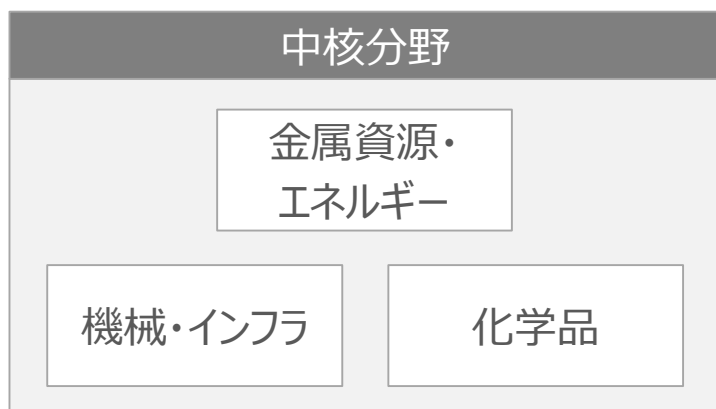 中核分野
金属資源・
エネルギー
機械・インフラ
化学品